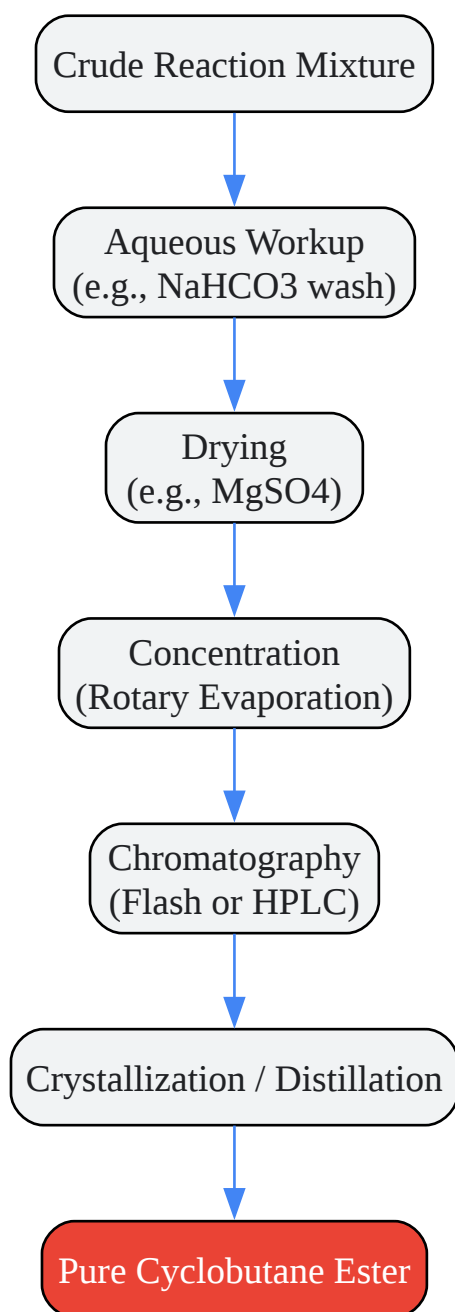 Crude Reaction Mixture
Aqueous Workup
(e.g., NaHCO3 wash)
Drying
(e.g., MgSO4)
Concentration
(Rotary Evaporation)
Chromatography
(Flash or HPLC)
Crystallization / Distillation
Pure Cyclobutane Ester